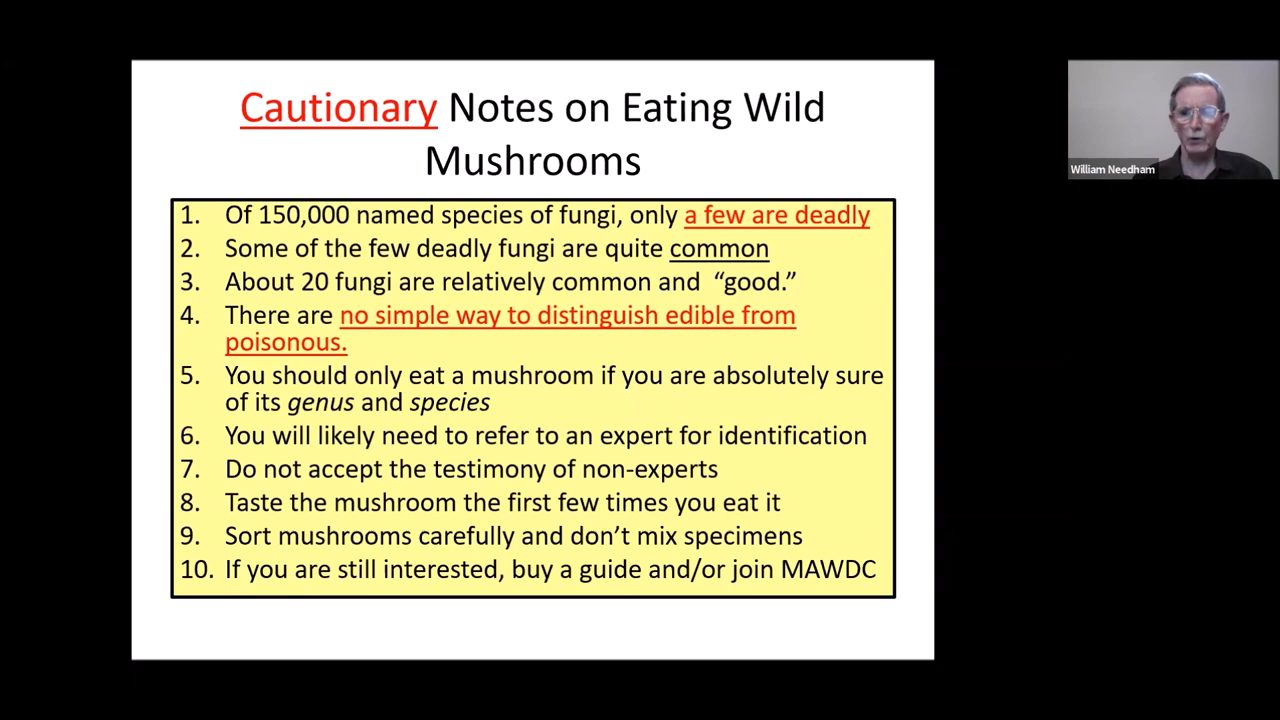 Cautionary Notes on Eating Wild
Mushrooms
1. Of 150,000 named species of fungi, only a few are deadly
2. Some of the few deadly fungi are quite common
3. About 20 fungi are relatively common and “good.”
4. There are no simple way to distinguish edible from
poisonous.
5. You should only eat a mushroom if you are absolutely sure
of its genus and species
6. You will likely need to refer to an expert for identification
7. Do not accept the testimony of non-experts
8. Taste the mushroom the first few times you eat it
9. Sort mushrooms carefully and don’t mix specimens
10. If you are still interested, buy a guide and/or join MAWDC
William Needham